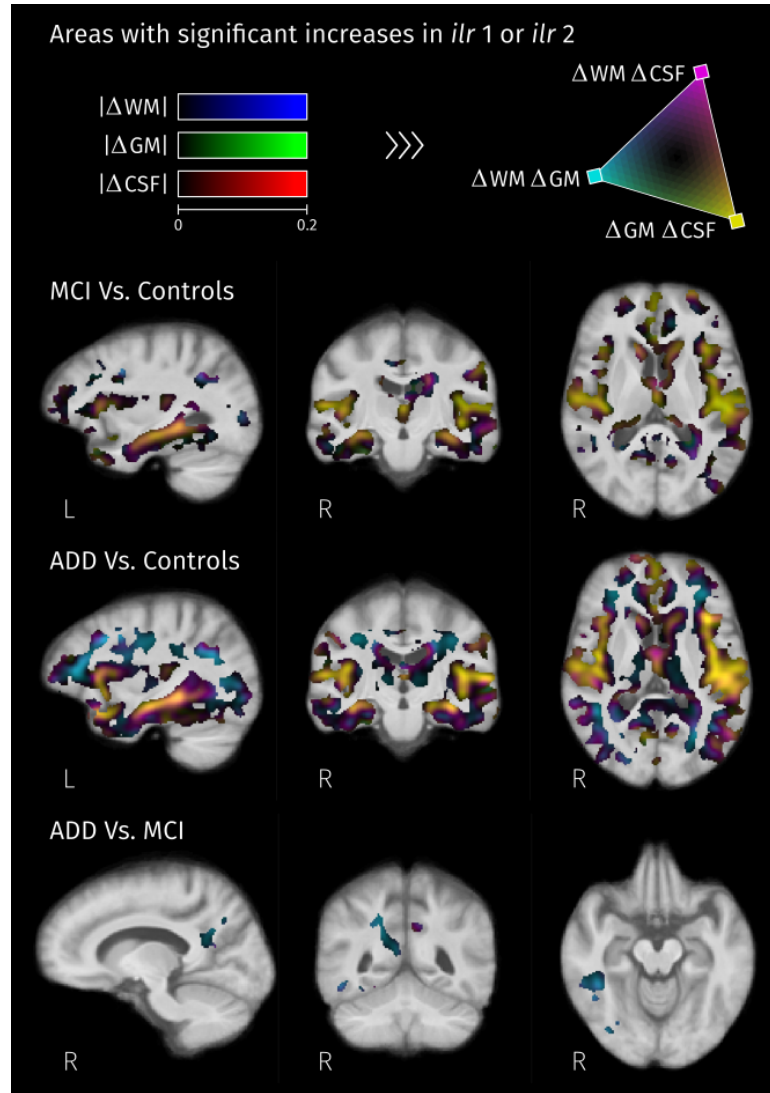 Areas with significant increases in ilr 1 or ilr 2
|ΔWM|
|ΔGM|
|ΔCSF|
0 0.2
ΔWM ΔCSF
ΔWM ΔGM
ΔGM ΔCSF
MCI Vs. Controls
L R R
ADD Vs. Controls
L R R
ADD Vs. MCI
R R R